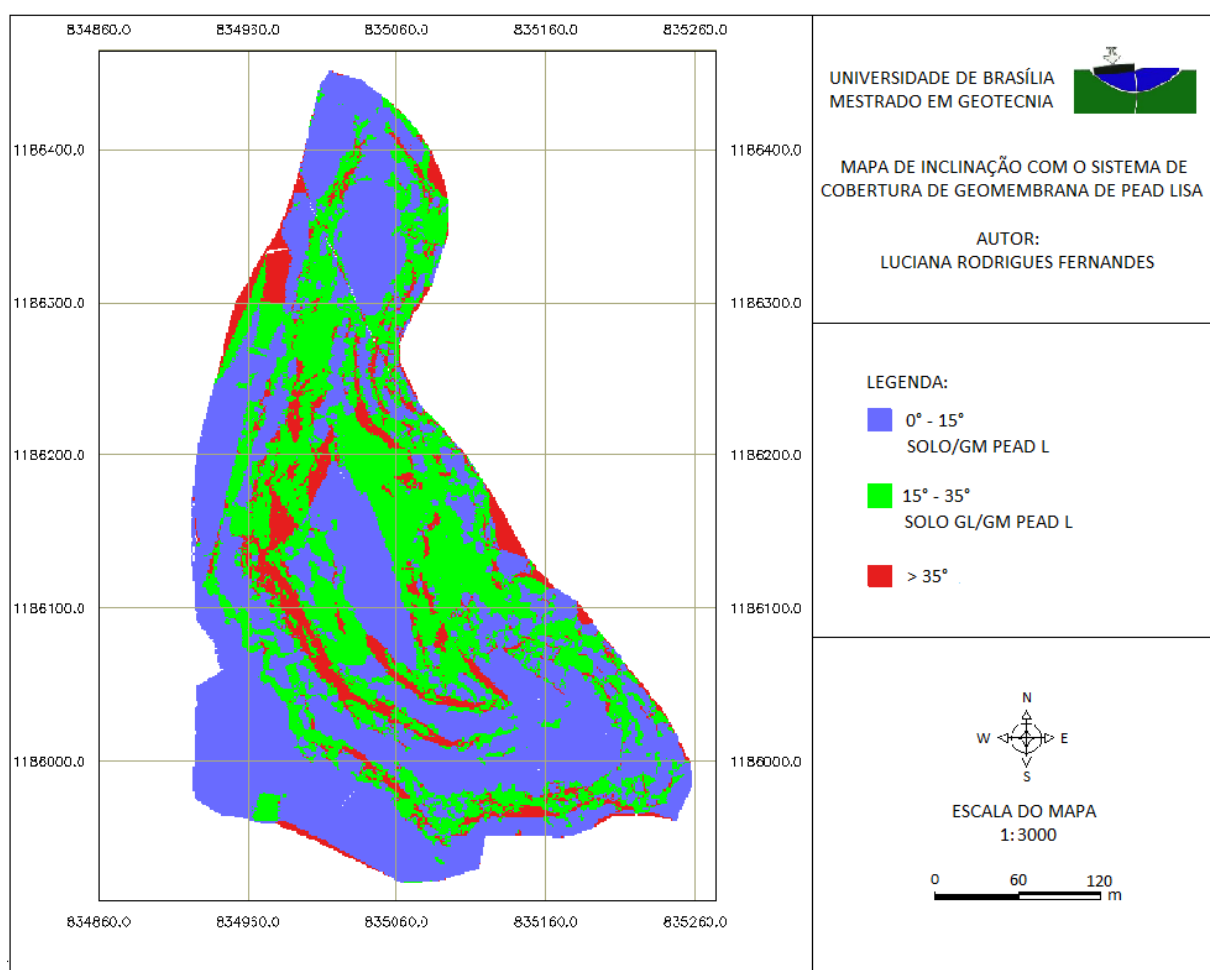 834860.0 834960.0 835060.0 835160.0 835260.0
1186400.0 1186400.0
1186300.0 1186300.0
1186200.0 1186200.0
1186100.0 1186100.0
1186000.0 1186000.0
834860.0 834960.0 835060.0 835160.0 835260.0
UNIVERSIDADE DE BRASÍLIA
MESTRADO EM GEOTECNIA
MAPA DE INCLINAÇÃO COM O SISTEMA DE
COBERTURA DE GEOMEMBRANA DE PEAD LISA
AUTOR:
LUCIANA RODRIGUES FERNANDES
LEGENDA:
0° - 15°
SOLO/GM PEAD L
15° - 35°
SOLO GL/GM PEAD L
> 35°
N
W E
S
ESCALA DO MAPA
1:3000
0 60 120
m